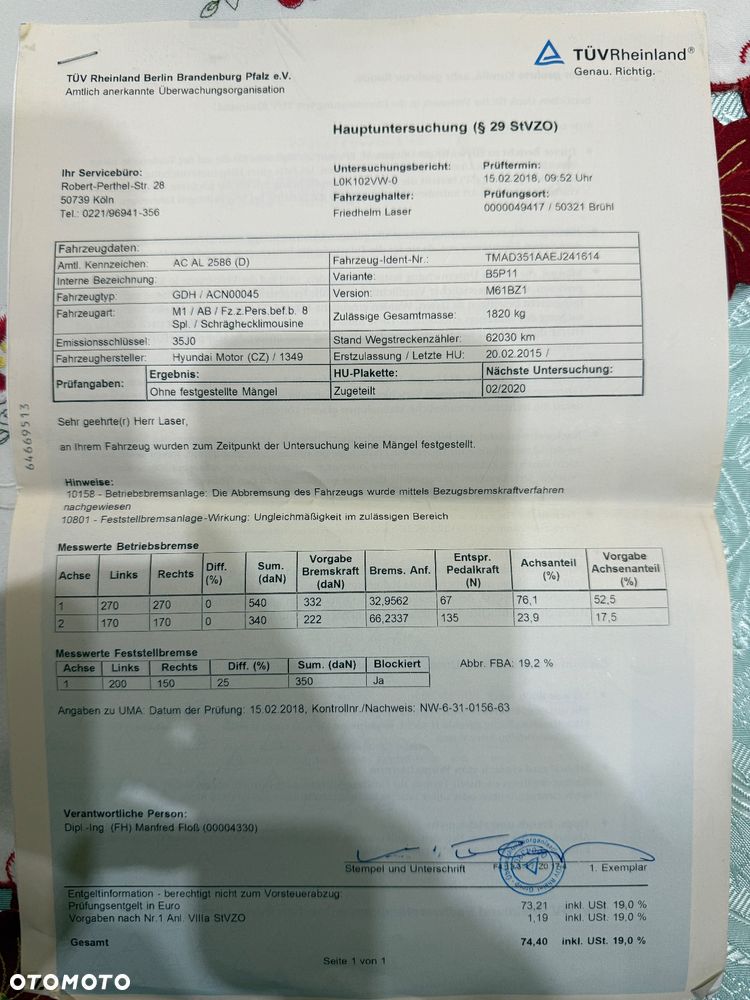 TÜV Rheinland Berlin Brandenburg Pfalz e.V.
Amtlich anerkannte Überwachungsorganisation
TÜVRheinland®
Genau. Richtig.
Hauptuntersuchung (§ 29 StVZO)
Ihr Servicebüro:
Robert-Perthel-Str. 28
50739 Köln
Tel.: 0221/96941-356
Untersuchungsbericht: Prüftermin:
L0K102VW-0 15.02.2018, 09:52 Uhr
Fahrzeughalter: Prüfungsort:
Friedhelm Laser 0000049417 / 50321 Brühl
Fahrzeugdaten:
Amtl. Kennzeichen: AC AL 2586 (D) Fahrzeug-Ident-Nr.: TMAD351AAEJ241614
Interne Bezeichnung: Variante: B5P11
Fahrzeugtyp: GDH / ACN00045 Version: M61BZ1
Fahrzeugart: M1 / AB / Fz.z.Pers.bef.b. 8 Zulässige Gesamtmasse: 1820 kg
Spl. / Schräghecklimousine
Emissionsschlüssel: 35J0 Stand Wegstreckenzähler: 62030 km
Fahrzeughersteller: Hyundai Motor (CZ) / 1349 Erstzulassung / Letzte HU: 20.02.2015 /
Prüfangaben: Ergebnis: HU-Plakette: Nächste Untersuchung:
Ohne festgestellte Mängel Zugeteilt 02/2020
64669513
Sehr geehrte(r) Herr Laser,
an Ihrem Fahrzeug wurden zum Zeitpunkt der Untersuchung keine Mängel festgestellt.
Hinweise:
10158 - Betriebsbremsanlage: Die Abbremsung des Fahrzeugs wurde mittels Bezugsbremskraftverfahren
nachgewiesen
10801 - Feststellbremsanlage-Wirkung: Ungleichmäßigkeit im zulässigen Bereich
Messwerte Betriebsbremse
Achse Links Rechts Diff. (%) Sum. (daN) Vorgabe Bremskraft (daN) Brems. Anf. Entspr. Pedalkraft (N) Achsanteil (%) Vorgabe Achsenanteil (%)
1 270 270 0 540 332 32,9562 67 76,1 52,5
2 170 170 0 340 222 66,2337 135 23,9 17,5
Messwerte Feststellbremse
Achse Links Rechts Diff. (%) Sum. (daN) Blockiert Abbr. FBA: 19,2 %
1 200 150 25 350 Ja
Angaben zu UMA: Datum der Prüfung: 15.02.2018, Kontrollnr./Nachweis: NW-6-31-0156-63
Verantwortliche Person:
Dipl.-Ing. (FH) Manfred Floß (00004330)
Stempel und Unterschrift 1. Exemplar
Entgeltinformation - berechtigt nicht zum Vorsteuerabzug:
Prüfungsentgelt in Euro 73,21 inkl. USt. 19,0 %
Vorgaben nach Nr.1 Anl. VIIIa StVZO 1,19 inkl. USt. 19,0 %
Gesamt 74,40 inkl. USt. 19,0 %
Seite 1 von 1
OTOMOTO